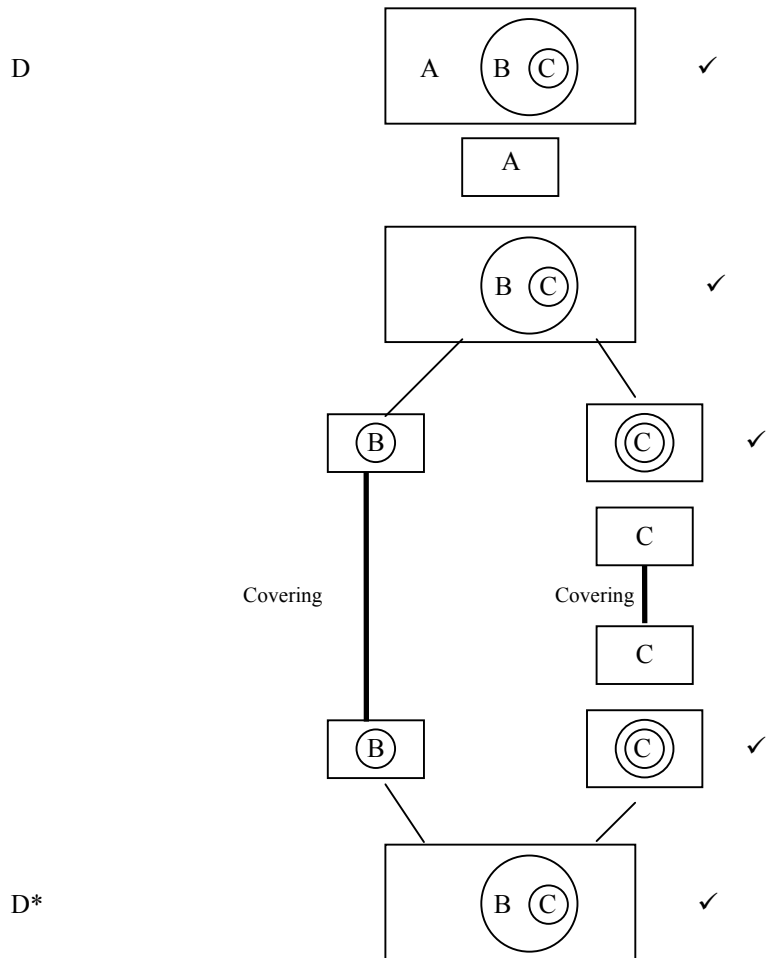 D A B C ✓
A
B C ✓
B C ✓
C
Covering Covering
C
B C ✓
D* B C ✓